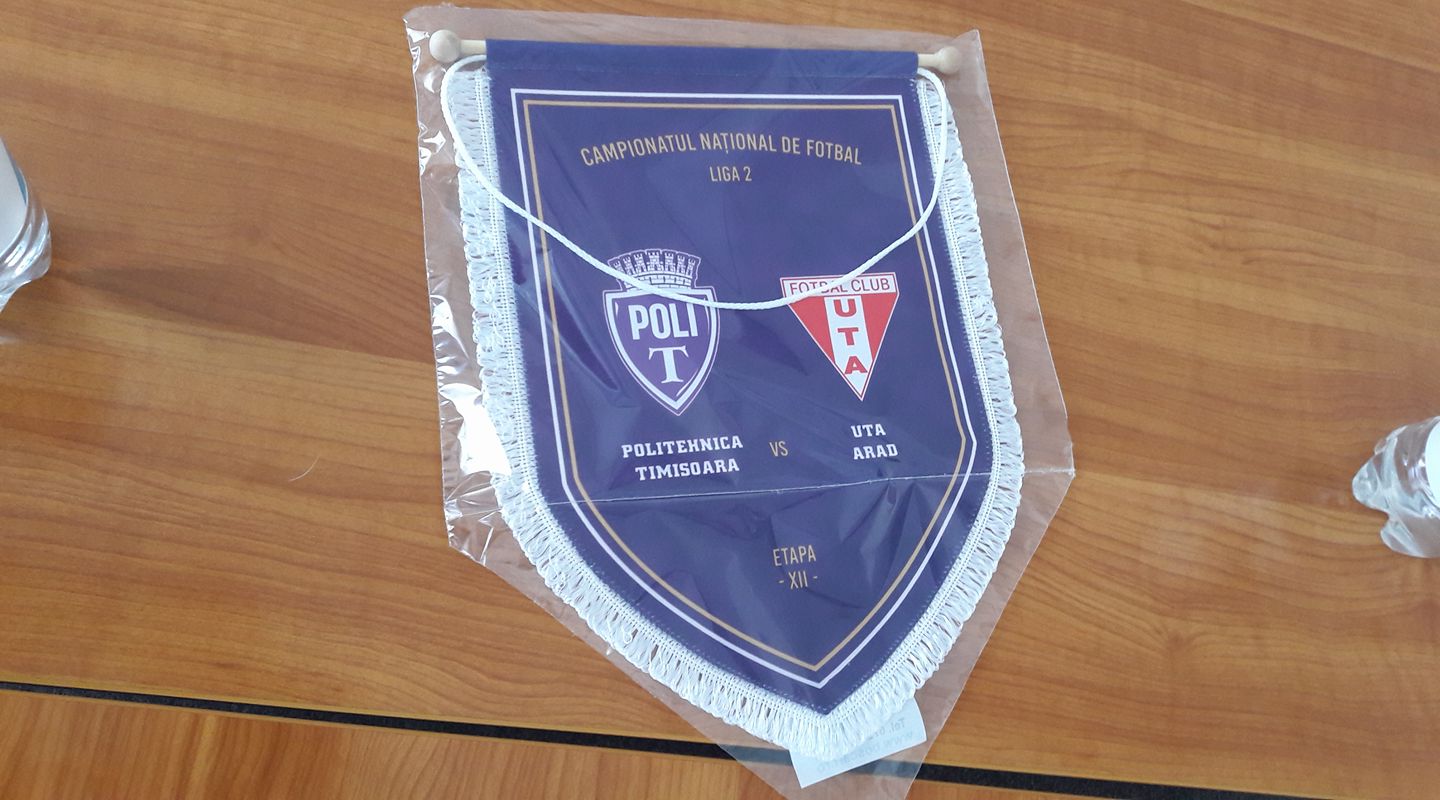 CAMPIONATUL NAȚIONAL DE FOTBAL
LIGA 2
POLI
T
FOTBAL CLUB
UTA
POLITEHNICA
TIMISOARA
VS
UTA
ARAD
ETAPA
- XII -